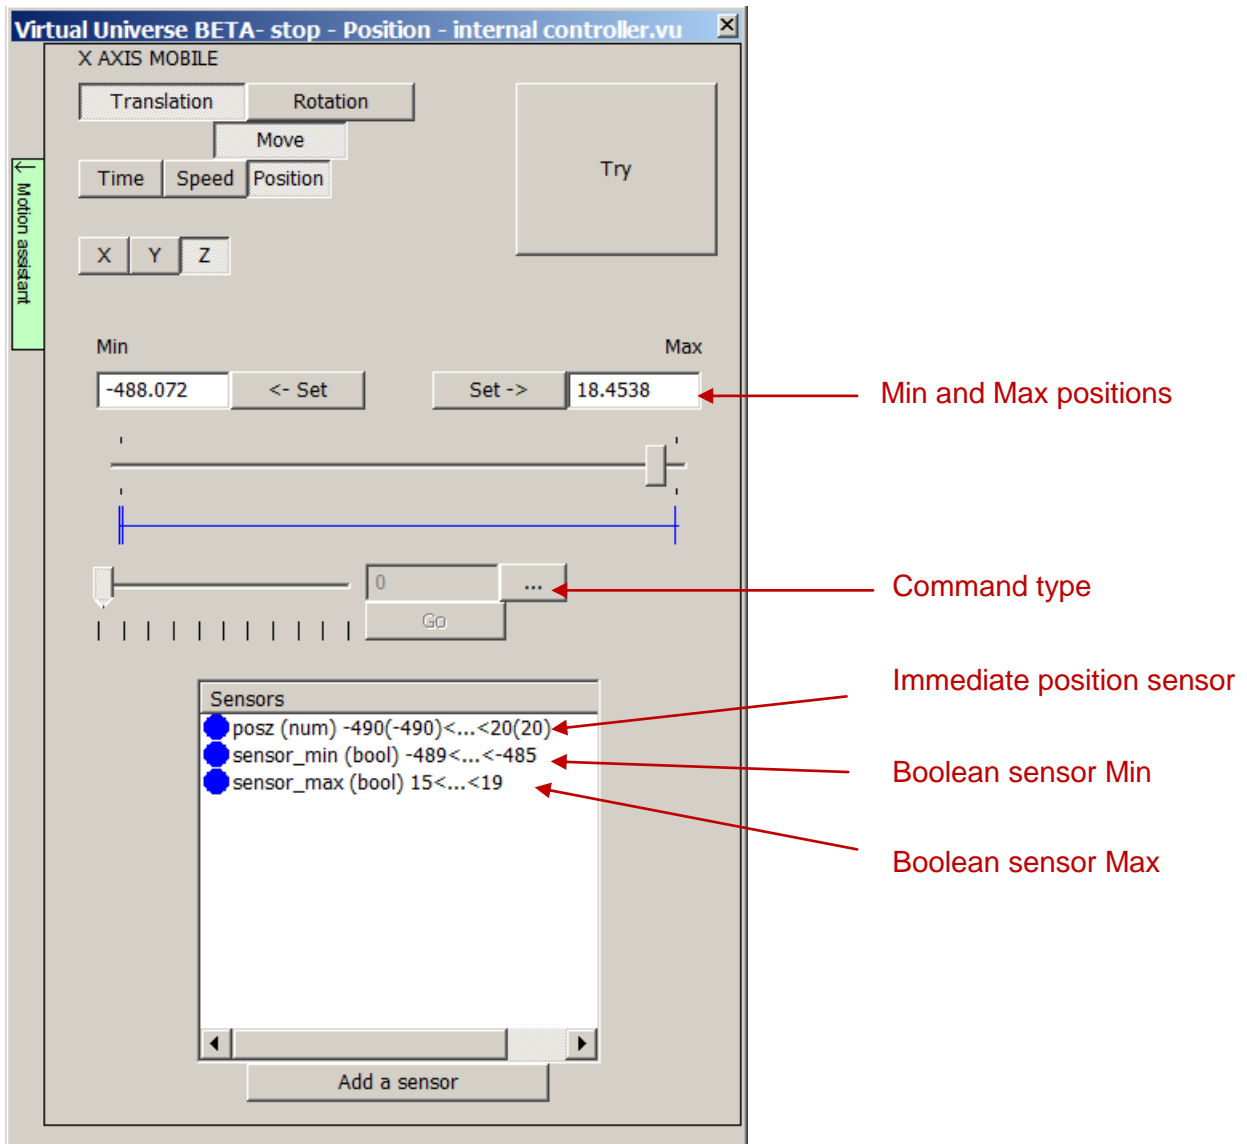 Virtual Universe BETA- stop - Position - internal controller.vu
X AXIS MOBILE
Translation Rotation
Move
Try
Time Speed Position
← Motion assistant
X Y Z
Min Max
-488.072 <- Set Set -> 18.4538
Min and Max positions
0 ...
Command type
Go
Immediate position sensor
Sensors
posz (num) -490(-490)<...<20(20)
sensor_min (bool) -489<...<-485
Boolean sensor Min
sensor_max (bool) 15<...<19
Boolean sensor Max
Add a sensor